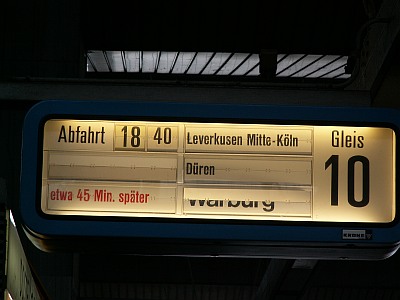 Abfahrt 18 40 Leverkusen Mitte-Köln Gleis
Düren 10
etwa 45 Min. später Warburg